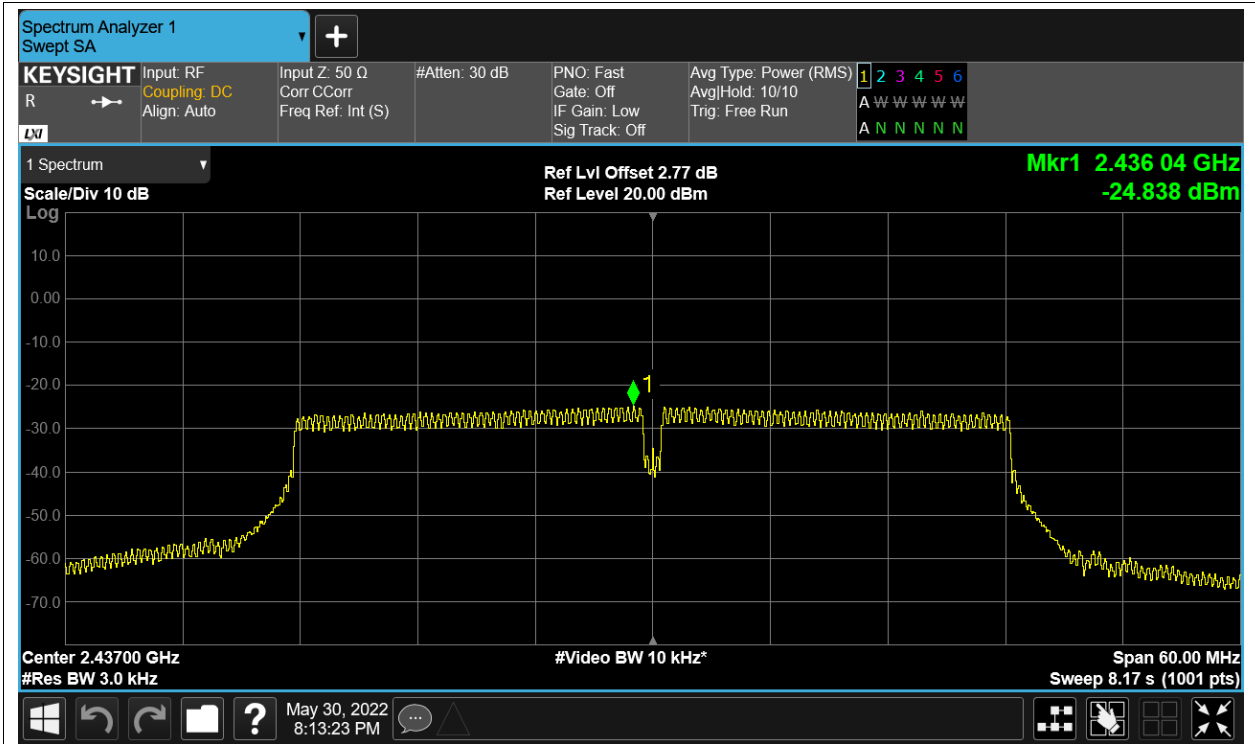 Spectrum Analyzer 1
Swept SA
KEYSIGHT
R
LXI
Input: RF
Coupling: DC
Align: Auto
Input Z: 50 Ω
Corr CCorr
Freq Ref: Int (S)
#Atten: 30 dB
PNO: Fast
Gate: Off
IF Gain: Low
Sig Track: Off
Avg Type: Power (RMS)
Avg|Hold: 10/10
Trig: Free Run
1 2 3 4 5 6
A W W W W W
A N N N N N
1 Spectrum
Scale/Div 10 dB
Ref Lvl Offset 2.77 dB
Ref Level 20.00 dBm
Mkr1 2.436 04 GHz
-24.838 dBm
Log
10.0
0.00
-10.0
-20.0
-30.0
-40.0
-50.0
-60.0
-70.0
1
Center 2.43700 GHz
#Video BW 10 kHz*
Span 60.00 MHz
#Res BW 3.0 kHz
Sweep 8.17 s (1001 pts)
?
May 30, 2022
8:13:23 PM